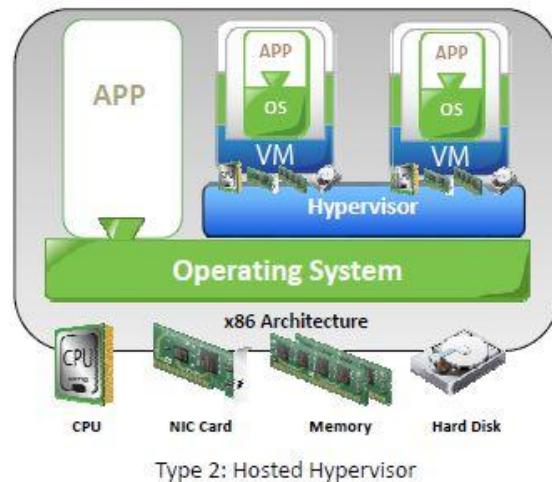 APP
APP
OS
VM
APP
OS
VM
Hypervisor
Operating System
x86 Architecture
CPU
CPU
NIC Card
Memory
Hard Disk
Type 2: Hosted Hypervisor